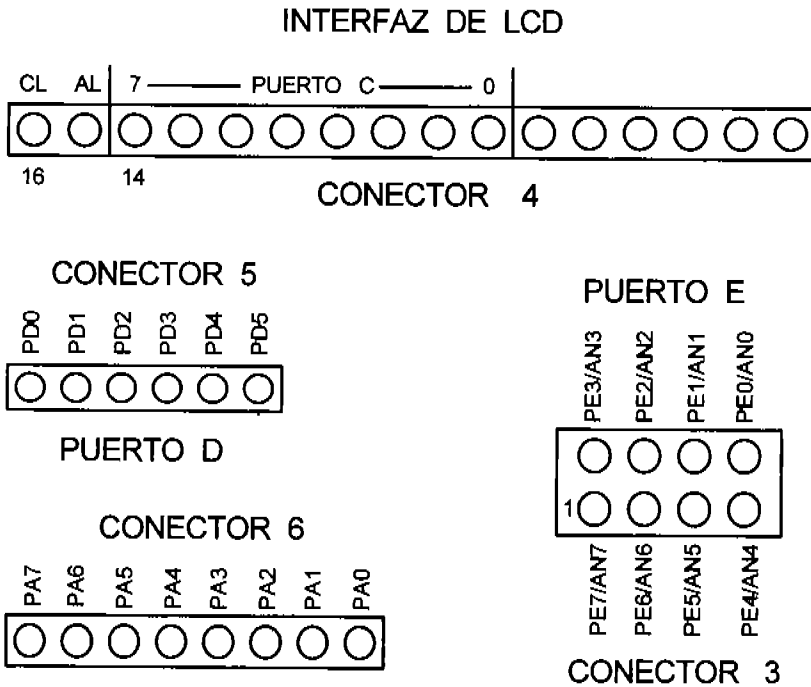 INTERFAZ DE LCD
CL AL 7 PUERTO C 0
16 14
CONECTOR 4
CONECTOR 5
PD0 PD1 PD2 PD3 PD4 PD5
PUERTO D
PUERTO E
PE3/AN3 PE2/AN2 PE1/AN1 PE0/AN0
1
PE7/AN7 PE6/AN6 PE5/AN5 PE4/AN4
CONECTOR 3
CONECTOR 6
PA7 PA6 PA5 PA4 PA3 PA2 PA1 PA0